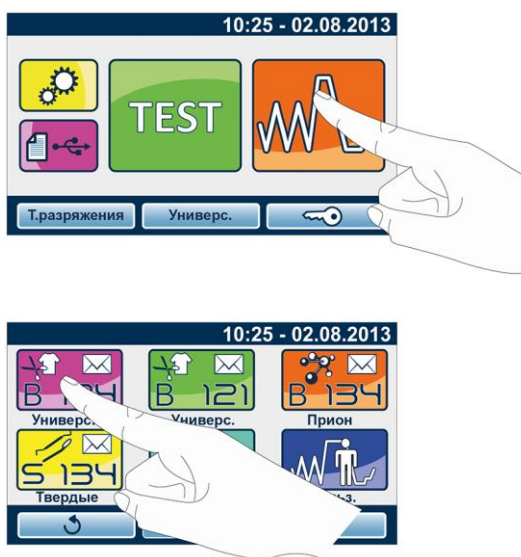 10:25 - 02.08.2013
TEST
Т.разряжения Универс.
10:25 - 02.08.2013
B 134 B 121 B 134
Универс. Универс. Прион
S 134
Твердые